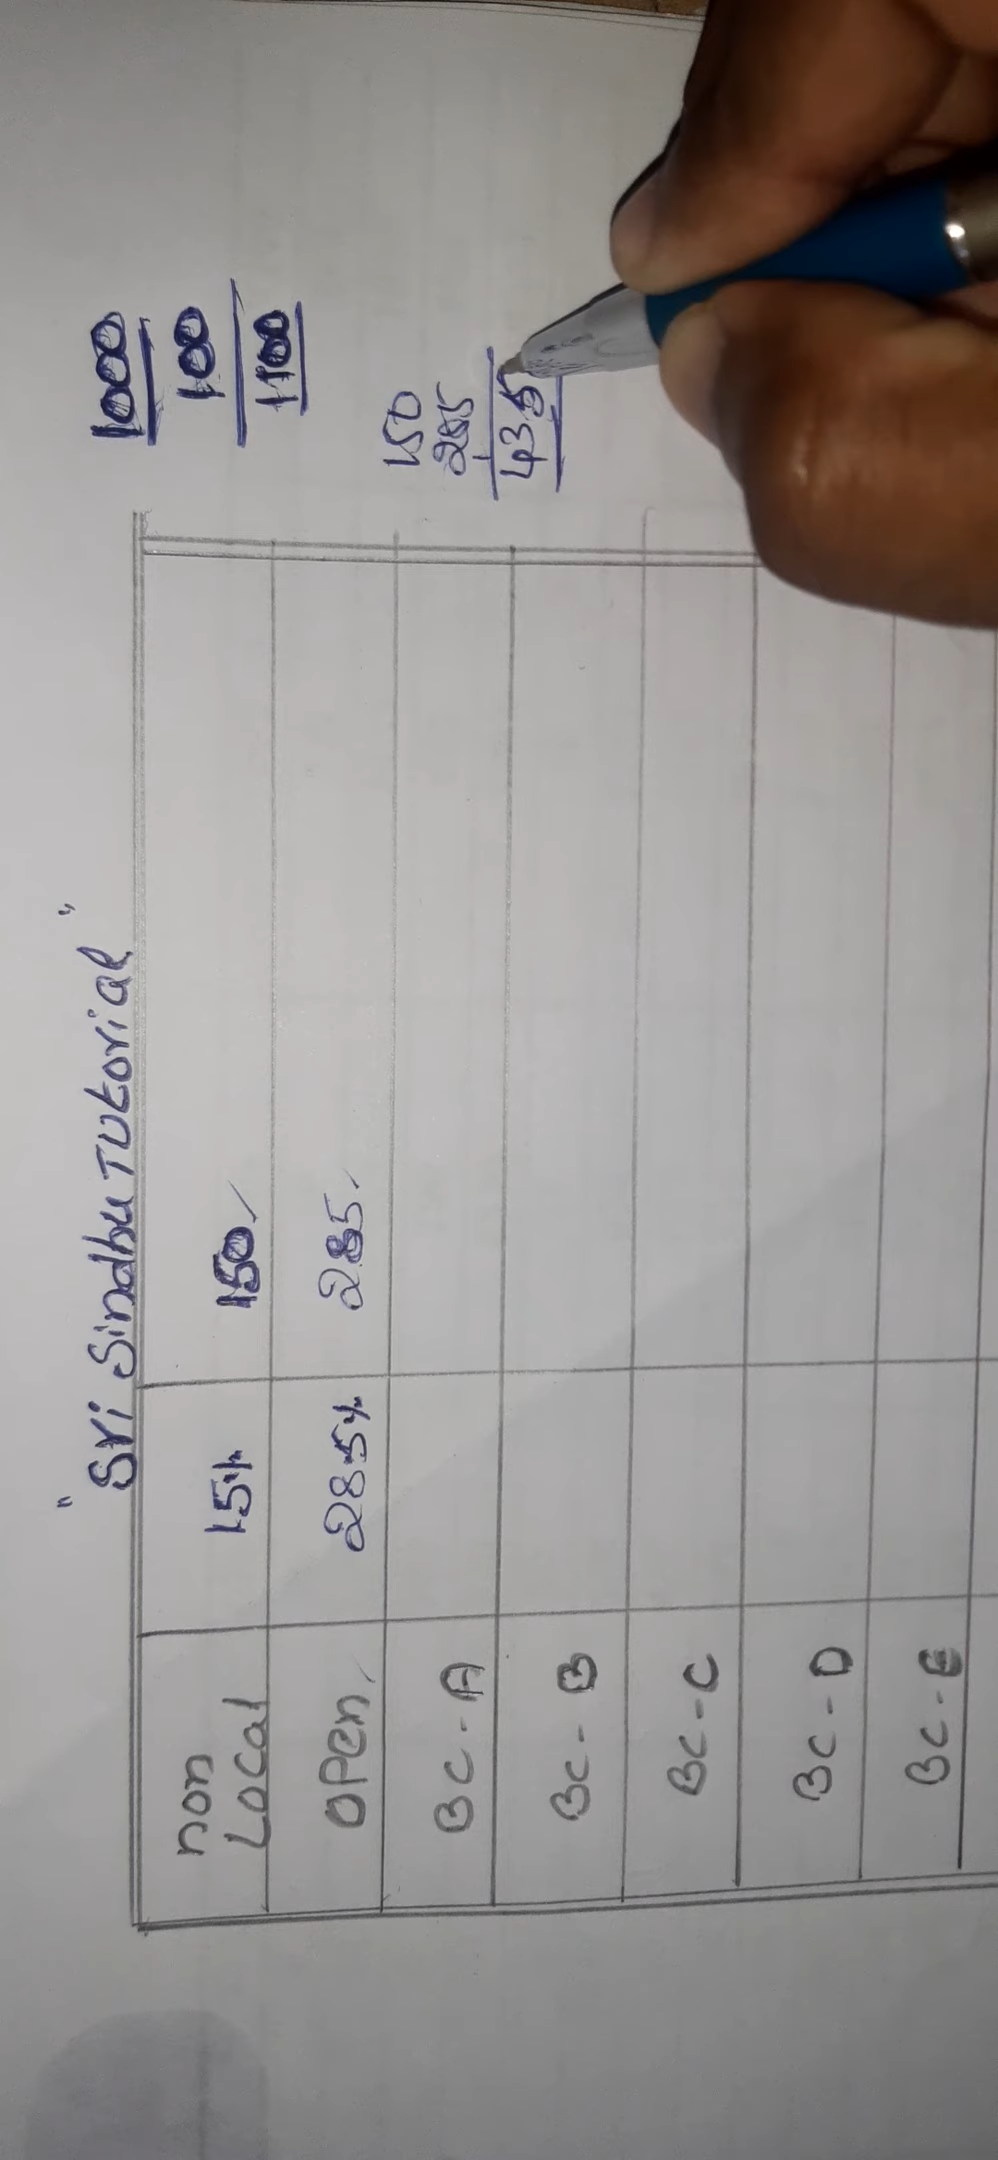 "Sri Sindhu TUtorial"
1000
100
1100
non Local 15% 150
OPen 28.5% 285
150
285
435
BC-A
BC-B
BC-C
BC-D
BC-E